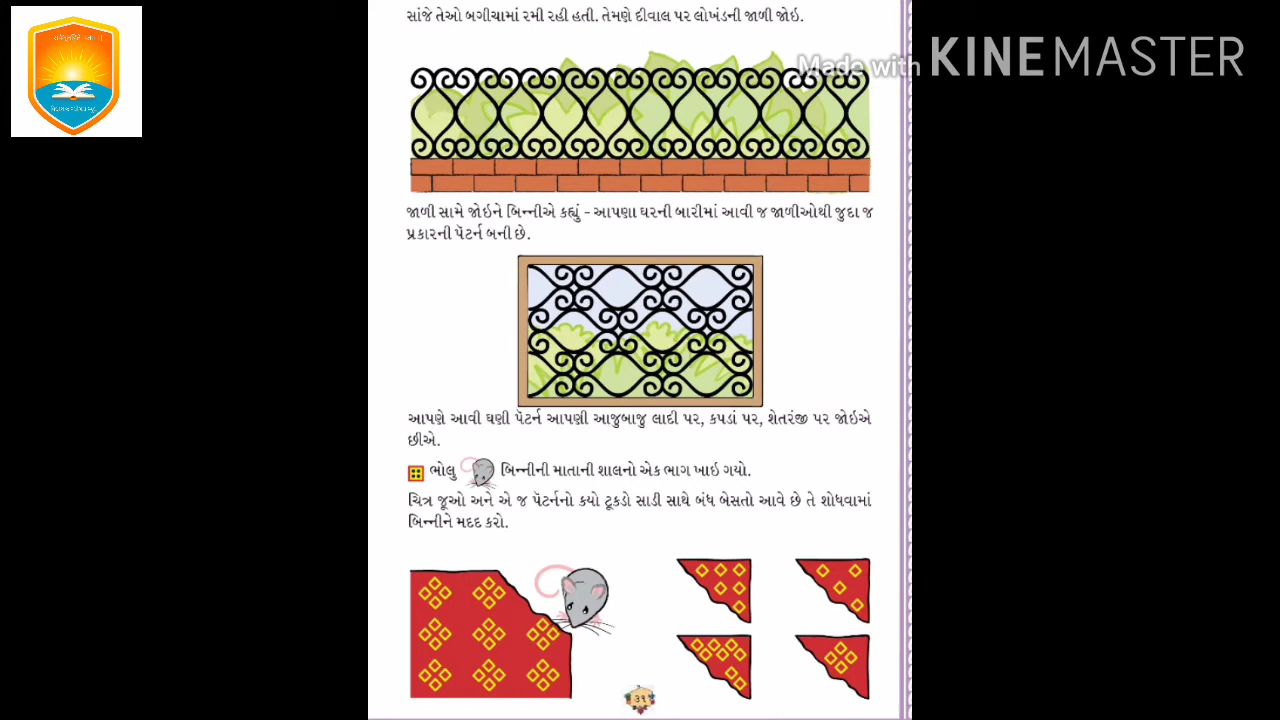 સાંજે તેઓ બગીચામાં રમી રહી હતી. તેમણે દીવાલ પર લોખંડની જાળી જોઇ.
Made with KINEMASTER
જાળી સામે જોઇને બિન્નીએ કહ્યું - આપણા ઘરની બારીમાં આવી જ જાળીઓથી જુદા જ
પ્રકારની પૅટર્ન બની છે.
આપણે આવી ઘણી પૅટર્ન આપણી આજુબાજુ લાદી પર, કપડાં પર, શેતરંજી પર જોઇએ
છીએ.
ભોલુ બિન્નીની માતાની શાલનો એક ભાગ ખાઇ ગયો.
ચિત્ર જૂઓ અને એ જ પૅટર્નનો કયો ટૂકડો સાડી સાથે બંધ બેસતો આવે છે તે શોધવામાં
બિન્નીને મદદ કરો.
૩૧